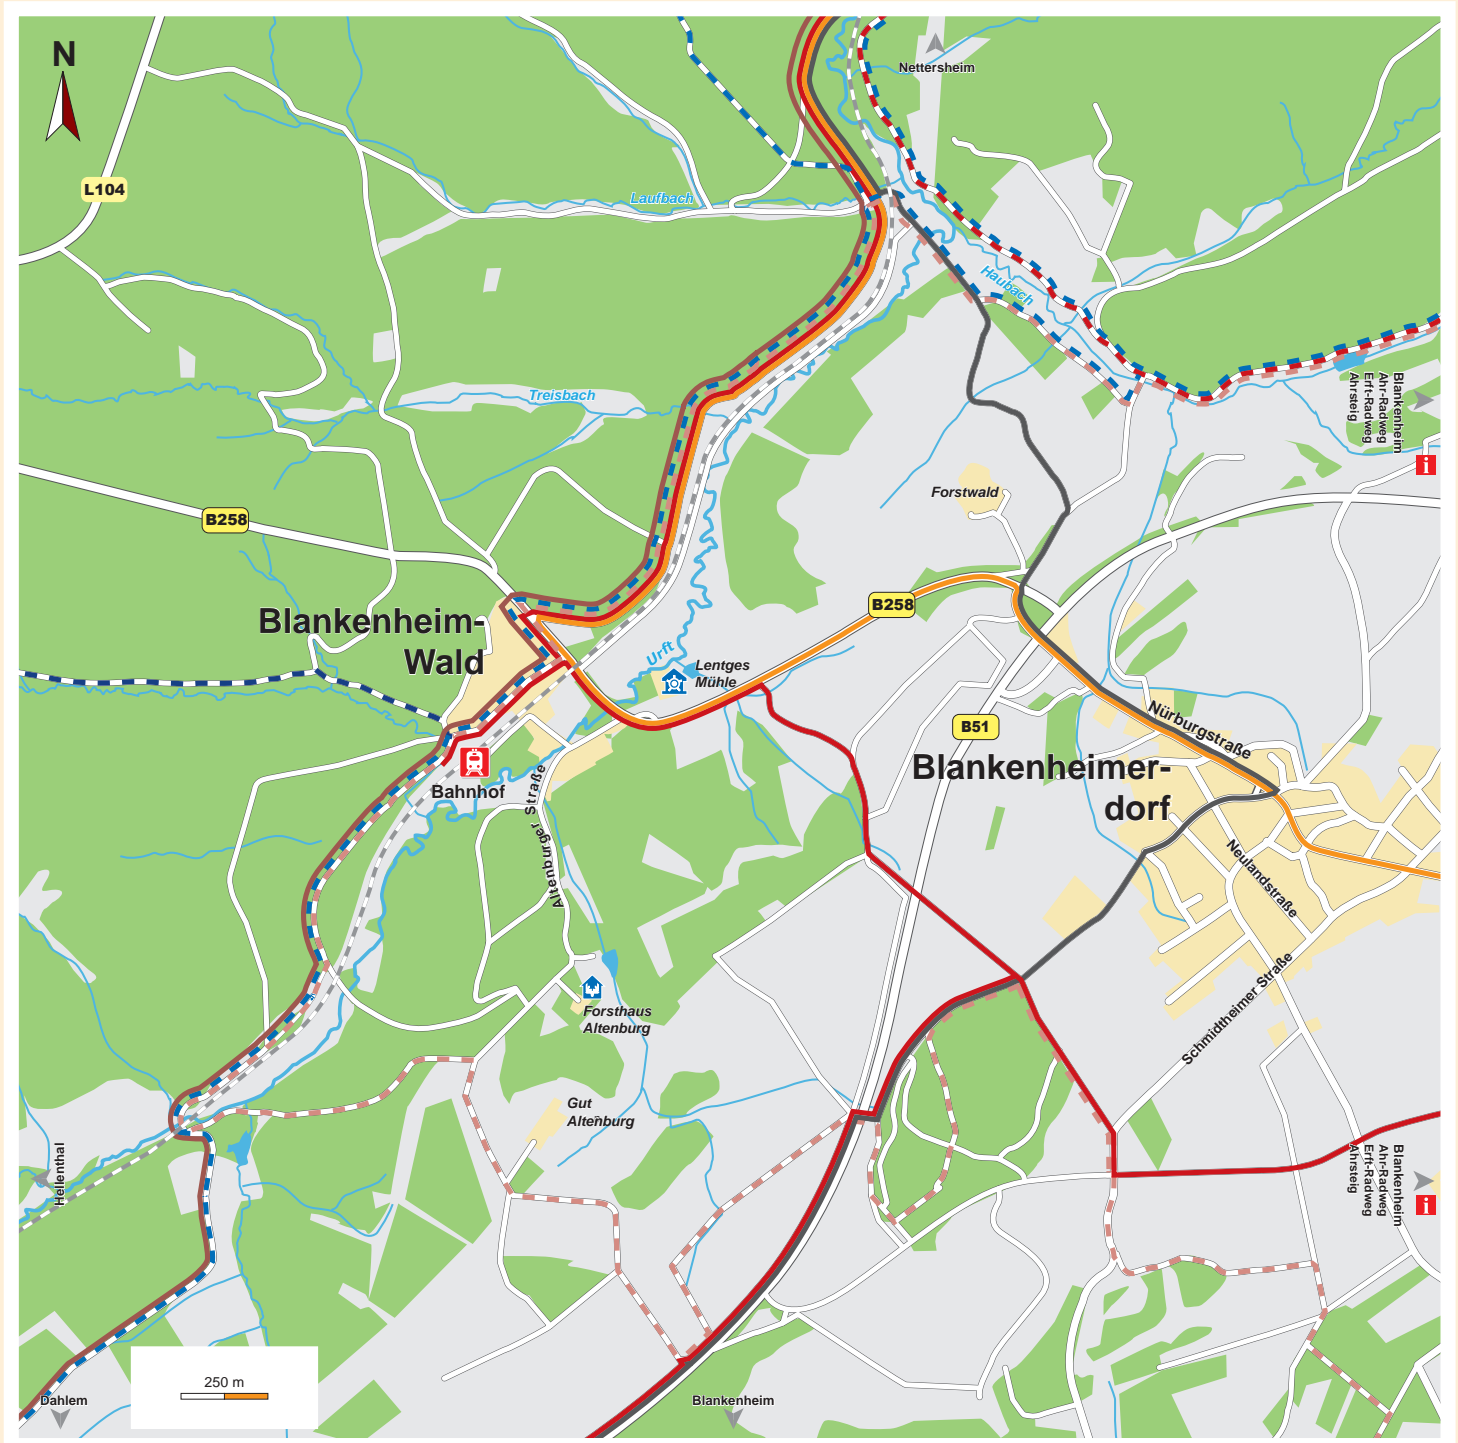 N
Nettersheim
L104
Laufbach
Haubach
Treisbach
Blankenheim
Ahr-Radweg
Erft-Radweg
Ahrsteig
i
Forstwald
B258
B258
Blankenheim-
Wald
Urft
Lentges
Mühle
B51
Nürburgstraße
Blankenheimer-
dorf
Bahnhof
Altenburger Straße
Neulandstraße
Schmidtheimer Straße
Forsthaus
Altenburg
Gut
Altenburg
Hellenthal
Blankenheim
Ahr-Radweg
Erft-Radweg
Ahrsteig
i
250 m
Dahlem
Blankenheim